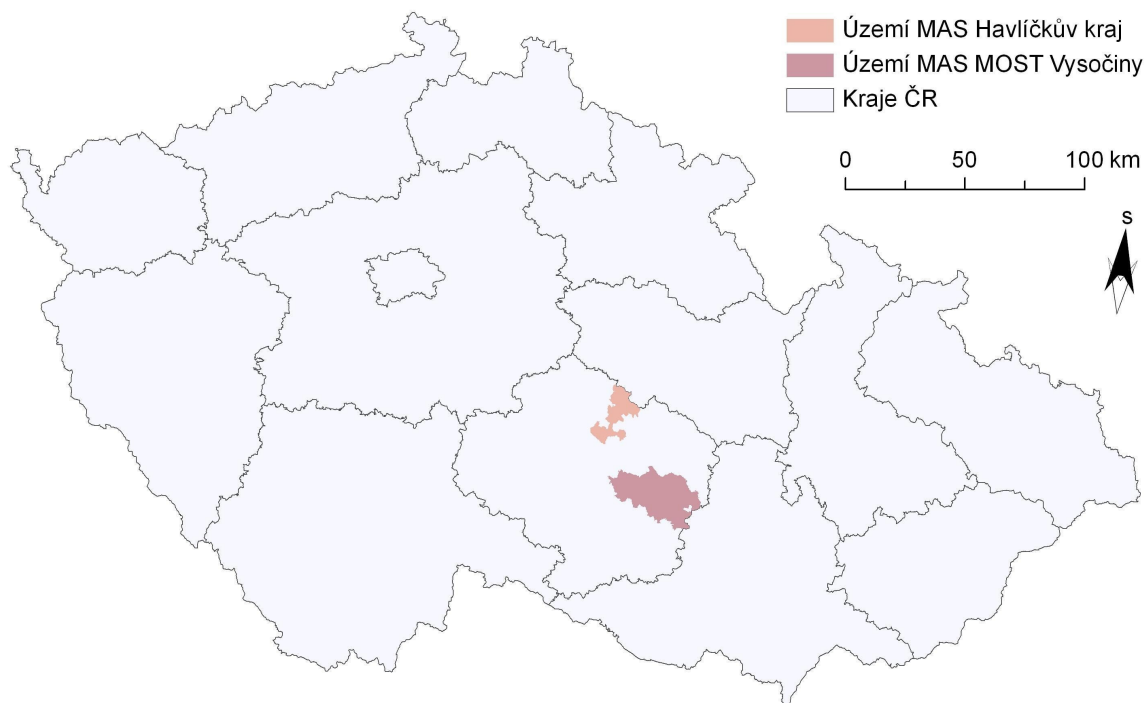 Území MAS Havlíčkův kraj
Území MAS MOST Vysočiny
Kraje ČR
0 50 100 km
S